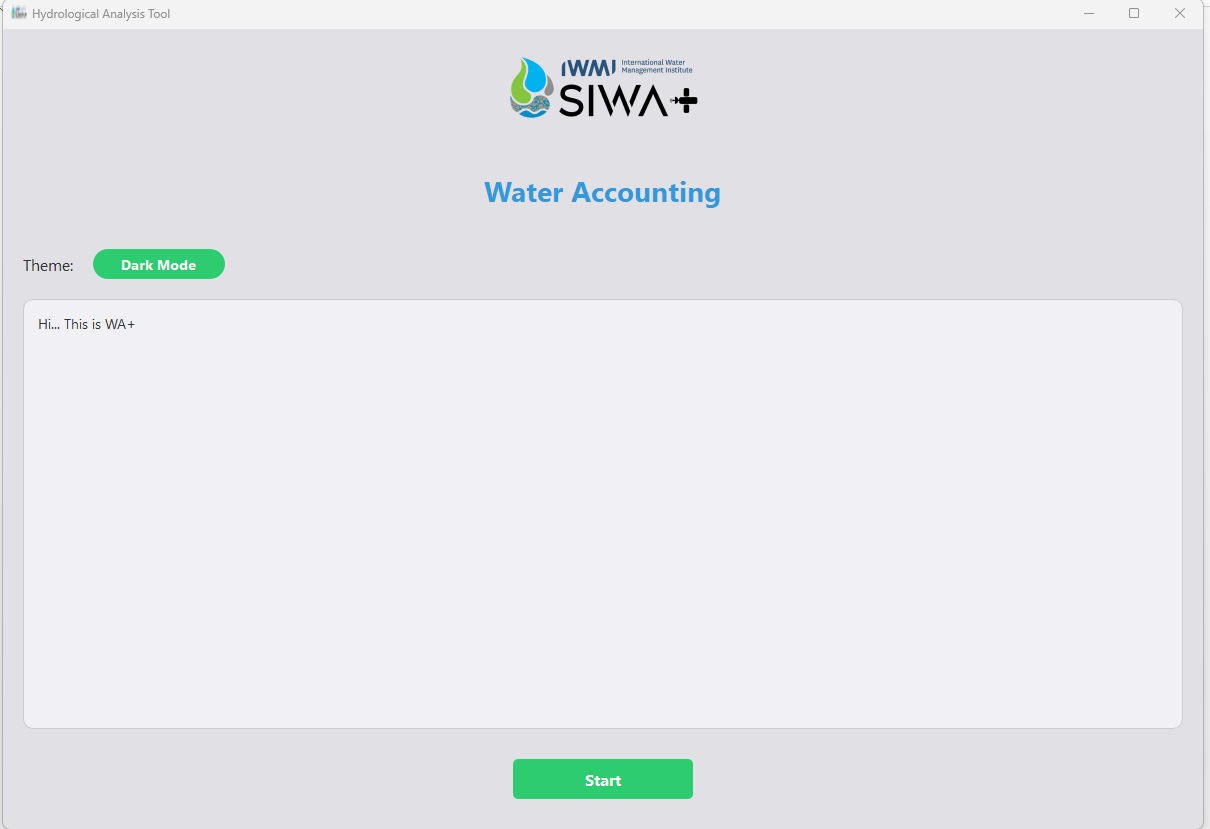 Hydrological Analysis Tool
IWMI International Water
Management Institute
SIWA+
Water Accounting
Theme: Dark Mode
Hi... This is WA+
Start